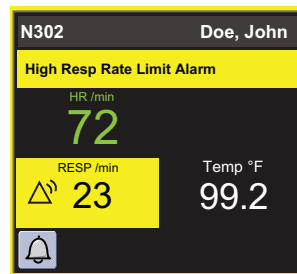 N302 Doe, John
High Resp Rate Limit Alarm
HR /min
72
RESP /min Temp °F
23 99.2